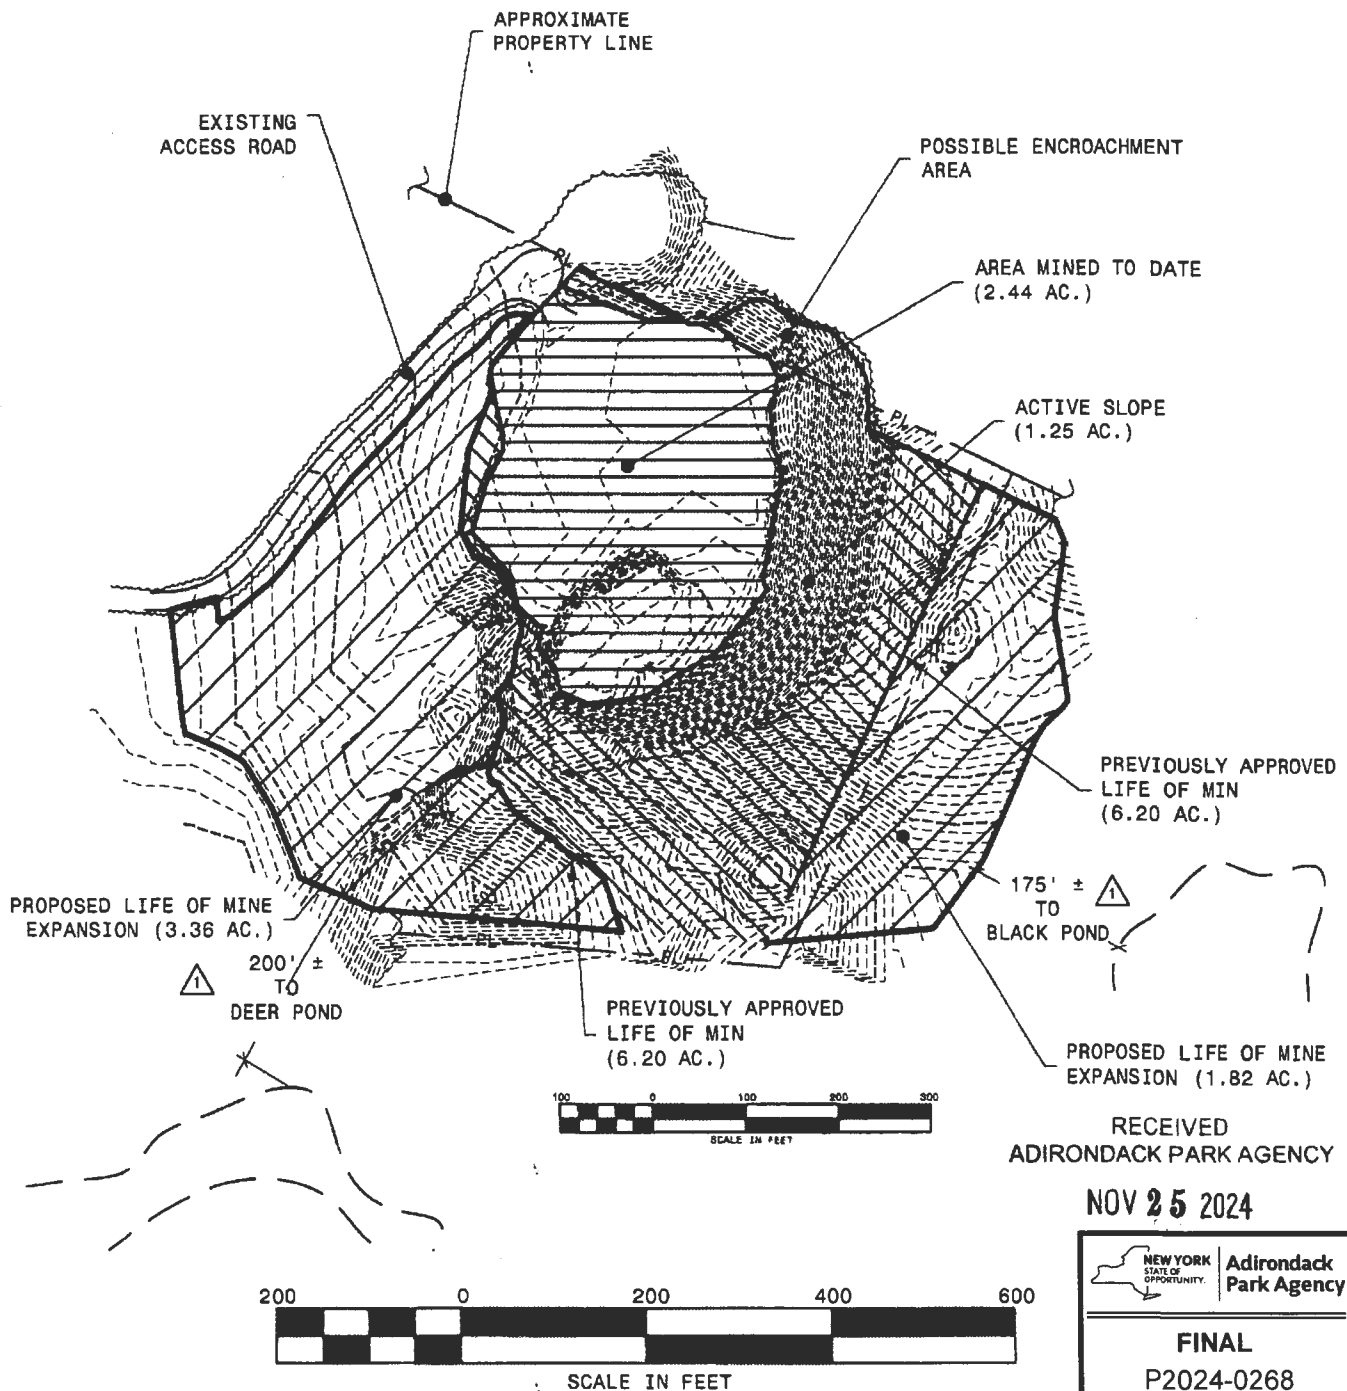 APPROXIMATE
PROPERTY LINE
EXISTING
ACCESS ROAD
POSSIBLE ENCROACHMENT
AREA
AREA MINED TO DATE
(2.44 AC.)
ACTIVE SLOPE
(1.25 AC.)
PL
PREVIOUSLY APPROVED
LIFE OF MIN
(6.20 AC.)
175' ±
TO
BLACK POND
1
PROPOSED LIFE OF MINE
EXPANSION (3.36 AC.)
PL
PL
1
200' ±
TO
DEER POND
PREVIOUSLY APPROVED
LIFE OF MIN
(6.20 AC.)
PROPOSED LIFE OF MINE
EXPANSION (1.82 AC.)
100 0 100 200 300
SCALE IN FEET
RECEIVED
ADIRONDACK PARK AGENCY
NOV 25 2024
NEW YORK
STATE OF
OPPORTUNITY.
Adirondack
Park Agency
FINAL
P2024-0268
200 0 200 400 600
SCALE IN FEET